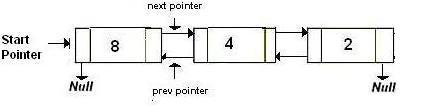 next pointer
Start
Pointer
8
4
2
Null
prev pointer
Null